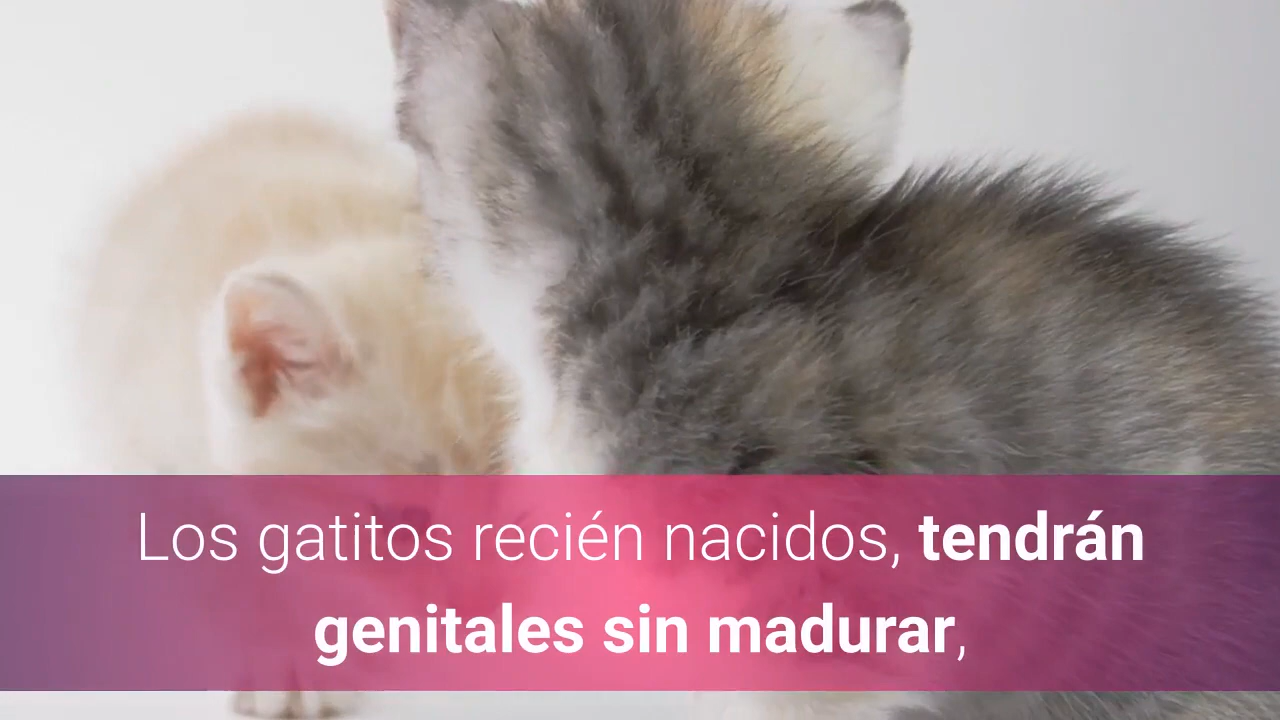 Los gatitos recién nacidos, tendrán
genitales sin madurar,